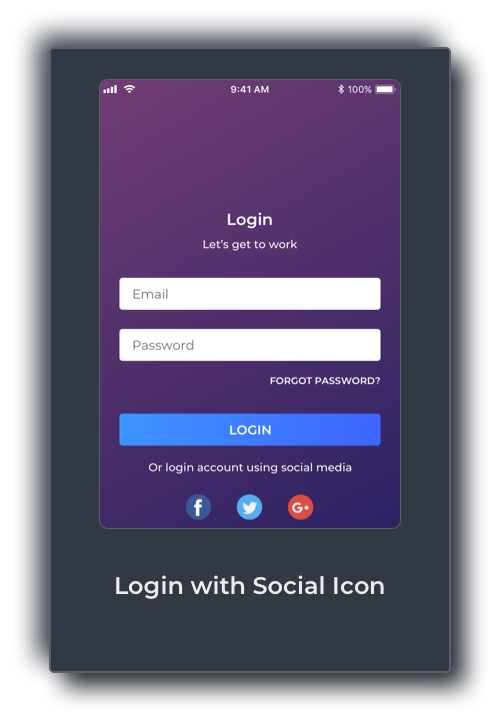 9:41 AM
100%
Login
Let's get to work
Email
Password
FORGOT PASSWORD?
LOGIN
Or login account using social media
f
G+
Login with Social Icon